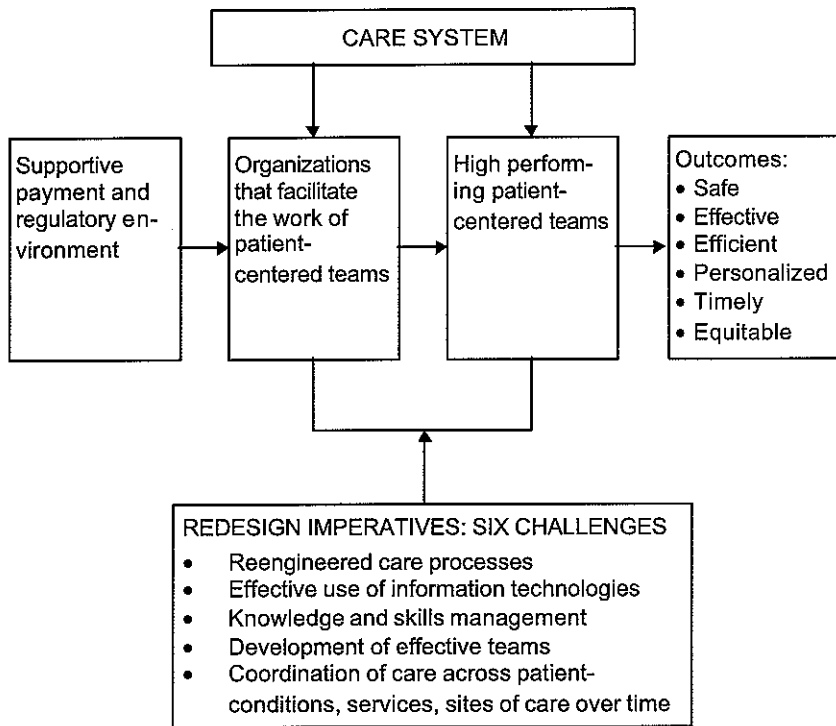 CARE SYSTEM
Supportive
payment and
regulatory en-
vironment
Organizations
that facilitate
the work of
patient-
centered teams
High perform-
ing patient-
centered teams
Outcomes:
• Safe
• Effective
• Efficient
• Personalized
• Timely
• Equitable
REDESIGN IMPERATIVES: SIX CHALLENGES
• Reengineered care processes
• Effective use of information technologies
• Knowledge and skills management
• Development of effective teams
• Coordination of care across patient-
conditions, services, sites of care over time